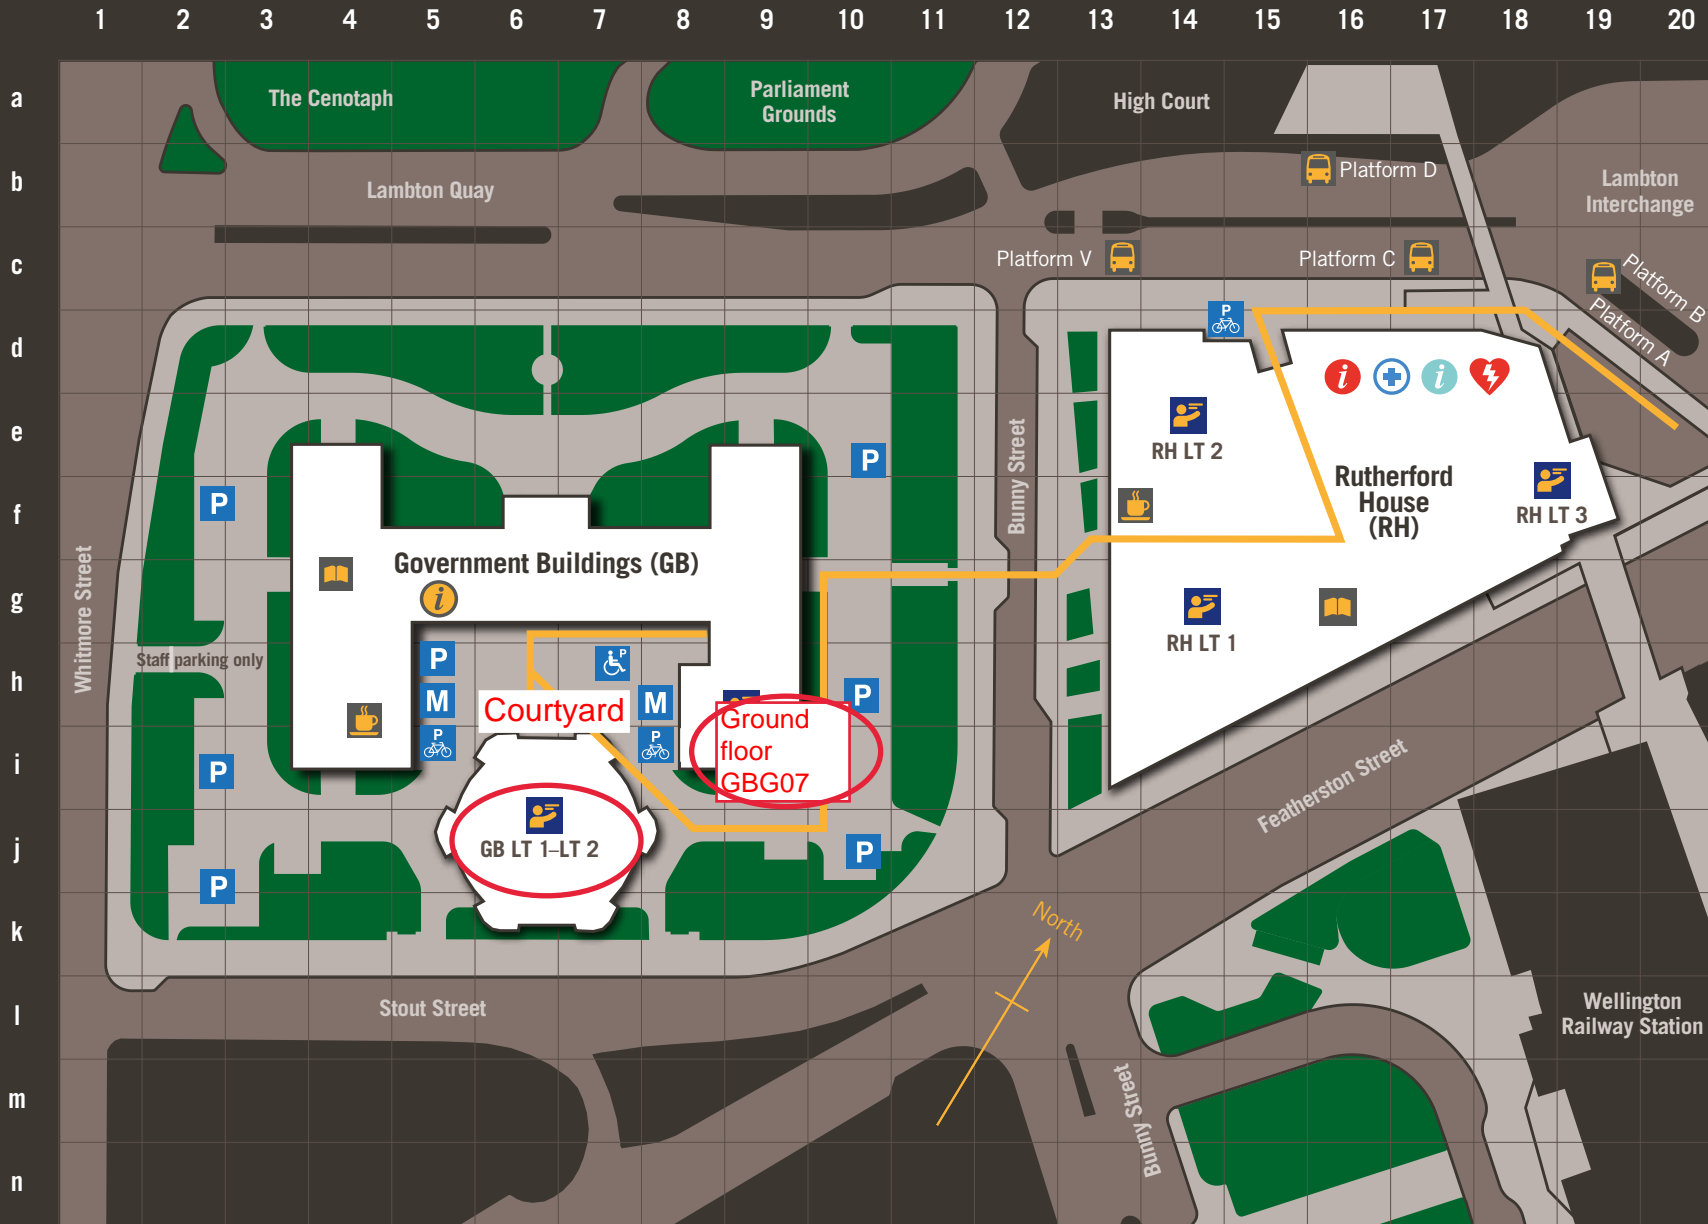 1 2 3 4 5 6 7 8 9 10 11 12 13 14 15 16 17 18 19 20
a
b
c
d
e
f
g
h
i
j
k
l
m
n
The Cenotaph
Parliament
Grounds
High Court
Platform D
Lambton Quay
Lambton
Interchange
Platform V
Platform C
Platform B
Platform A
P
i
i
RH LT 2
Bunny Street
P
P
Rutherford
House
(RH)
RH LT 3
Whitmore Street
Government Buildings (GB)
i
RH LT 1
Staff parking only
P
P
M
M
P
Courtyard
Ground
floor
GBG07
P
P
P
Featherston Street
GB LT 1–LT 2
P
P
North
Stout Street
Wellington
Railway Station
Bunny Street